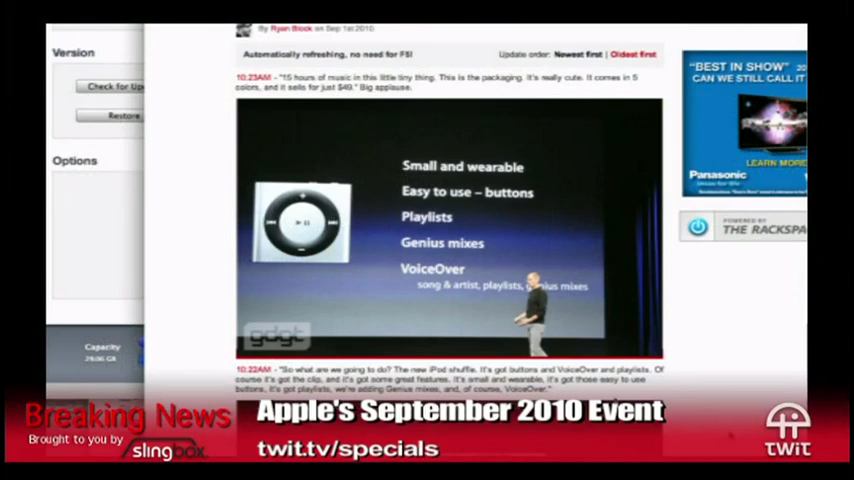 By Ryan Block on Sep 1st 2010
Version
Automatically refreshing, no need for F5!
Update order: Newest first | Oldest first
Check for Up
10:23AM - "15 hours of music in this little tiny thing. This is the packaging. It's really cute. It comes in 5
colors, and it sells for just $49." Big applause.
Restore
Options
Small and wearable
Easy to use – buttons
Playlists
Genius mixes
VoiceOver
song & artist, playlists, genius mixes
gdgt
"BEST IN SHOW" 20
CAN WE STILL CALL IT
LEARN MORE
Panasonic
ideas for life
POWERED BY
THE RACKSPA
Capacity
29.06 GB
10:22AM - "So what are we going to do? The new iPod shuffle. It's got buttons and VoiceOver and playlists. Of
course it's got the clip, and it's got some great features. It's small and wearable, it's got those easy to use
buttons, it's got playlists, we're adding Genius mixes, and, of course, VoiceOver."
Breaking News
Brought to you by
slingbox
Apple's September 2010 Event
twit.tv/specials
TWiT